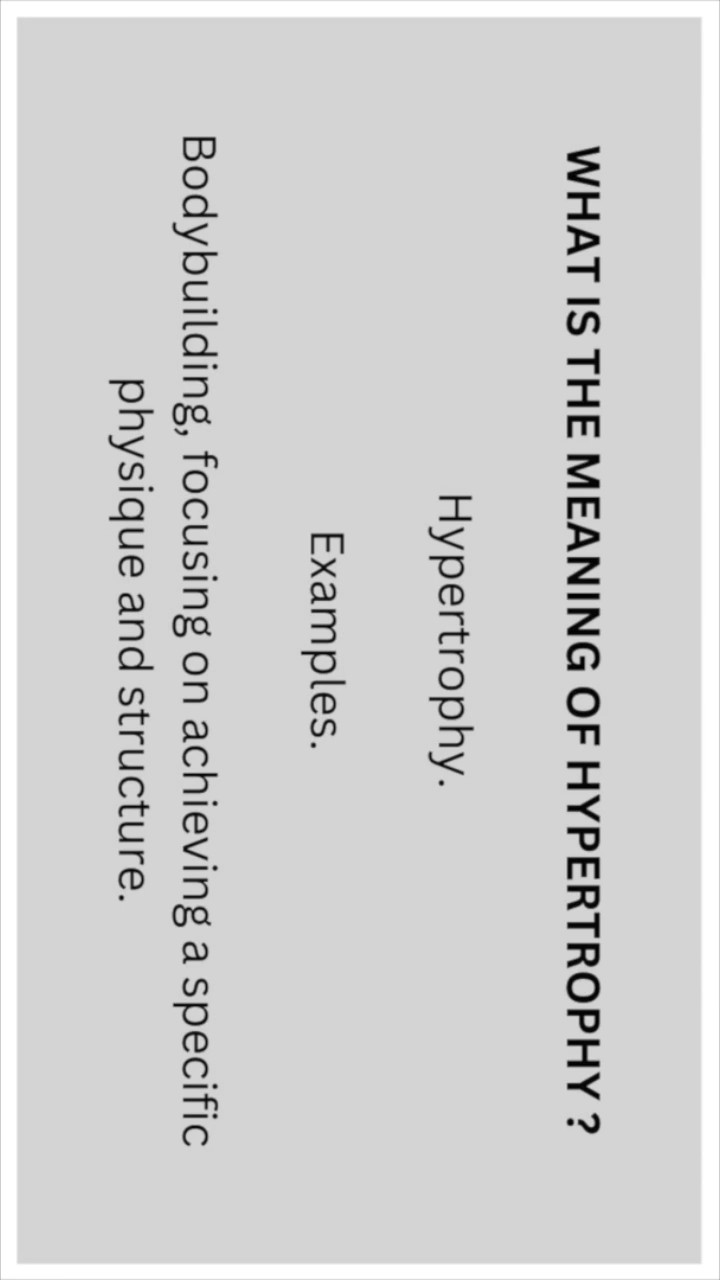 WHAT IS THE MEANING OF HYPERTROPHY ?
Hypertrophy.
Examples.
Bodybuilding, focusing on achieving a specific
physique and structure.